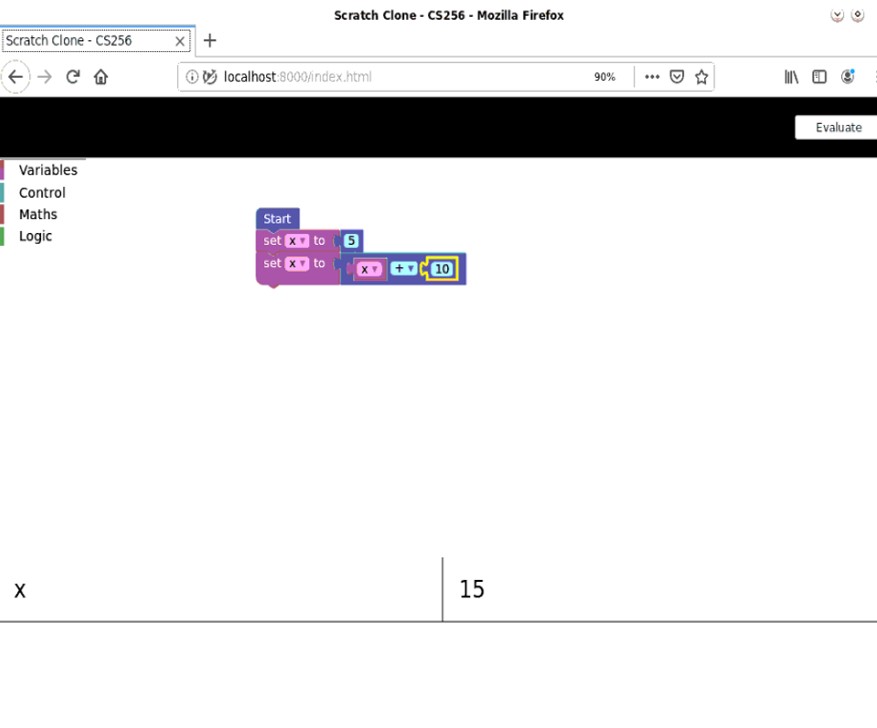 Scratch Clone - CS256 - Mozilla Firefox
Scratch Clone - CS256
localhost:8000/index.html
90%
Evaluate
Variables
Control
Maths
Logic
Start
set x to 5
set x to x + 10
x 15